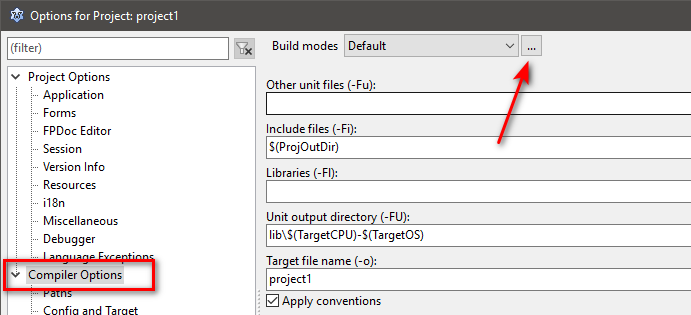 Options for Project: project1
(filter)
Project Options
Application
Forms
FPDoc Editor
Session
Version Info
Resources
i18n
Miscellaneous
Debugger
Language Exceptions
Compiler Options
Paths
Config and Target
Build modes Default ...
Other unit files (-Fu):
Include files (-Fi):
$(ProjOutDir)
Libraries (-Fl):
Unit output directory (-FU):
lib\$(TargetCPU)-$(TargetOS)
Target file name (-o):
project1
Apply conventions